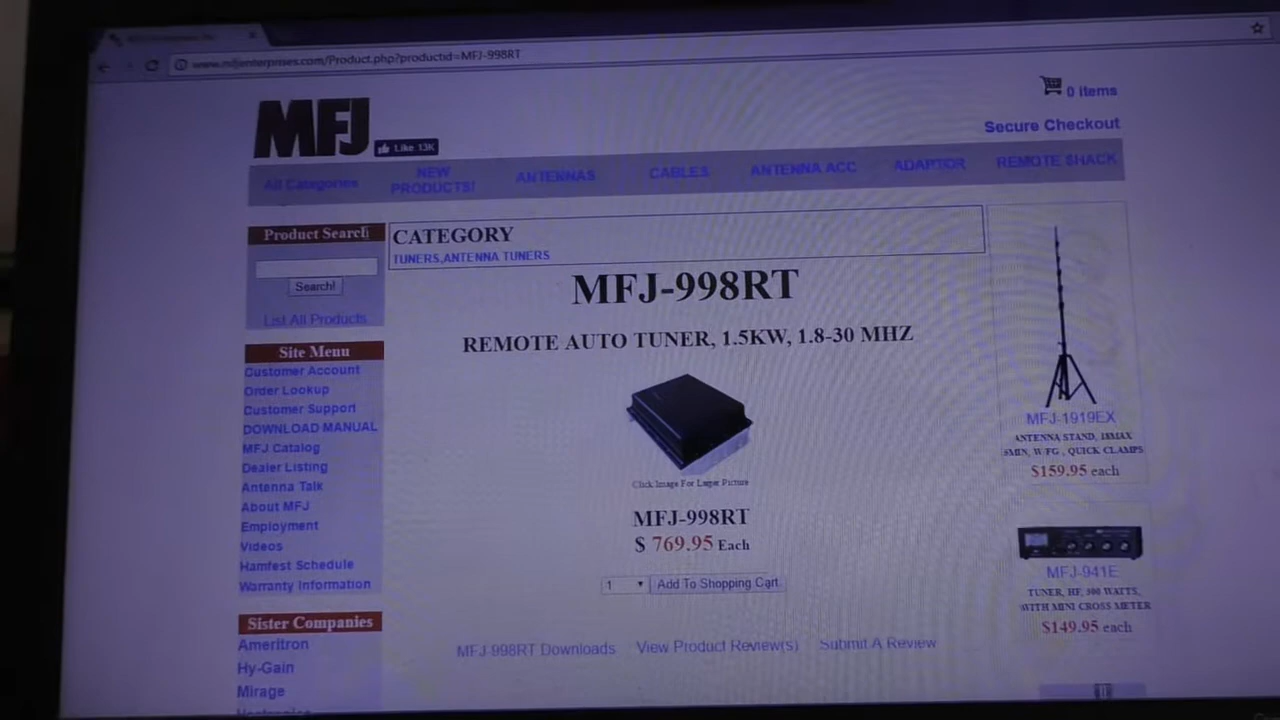 www.mfjenterprises.com/Product.php?productid=MFJ-998RT
0 items
Secure Checkout
MFJ
Like 13K
All Categories
NEW PRODUCTS!
ANTENNAS
CABLES
ANTENNA ACC
ADAPTOR
REMOTE SHACK
Product Search
Search!
List All Products
Site Menu
Customer Account
Order Lookup
Customer Support
DOWNLOAD MANUAL
MFJ Catalog
Dealer Listing
Antenna Talk
About MFJ
Employment
Videos
Hamfest Schedule
Warranty Information
Sister Companies
Ameritron
Hy-Gain
Mirage
CATEGORY
TUNERS,ANTENNA TUNERS
MFJ-998RT
REMOTE AUTO TUNER, 1.5KW, 1.8-30 MHZ
Click Image For Larger Picture
MFJ-998RT
$ 769.95 Each
1
Add To Shopping Cart
MFJ-998RT Downloads
View Product Review(s)
Submit A Review
MFJ-1919EX
ANTENNA STAND, 18MAX
5MIN, W/FG , QUICK CLAMPS
$159.95 each
MFJ-941E
TUNER, HF, 300 WATTS,
WITH MINI CROSS METER
$149.95 each